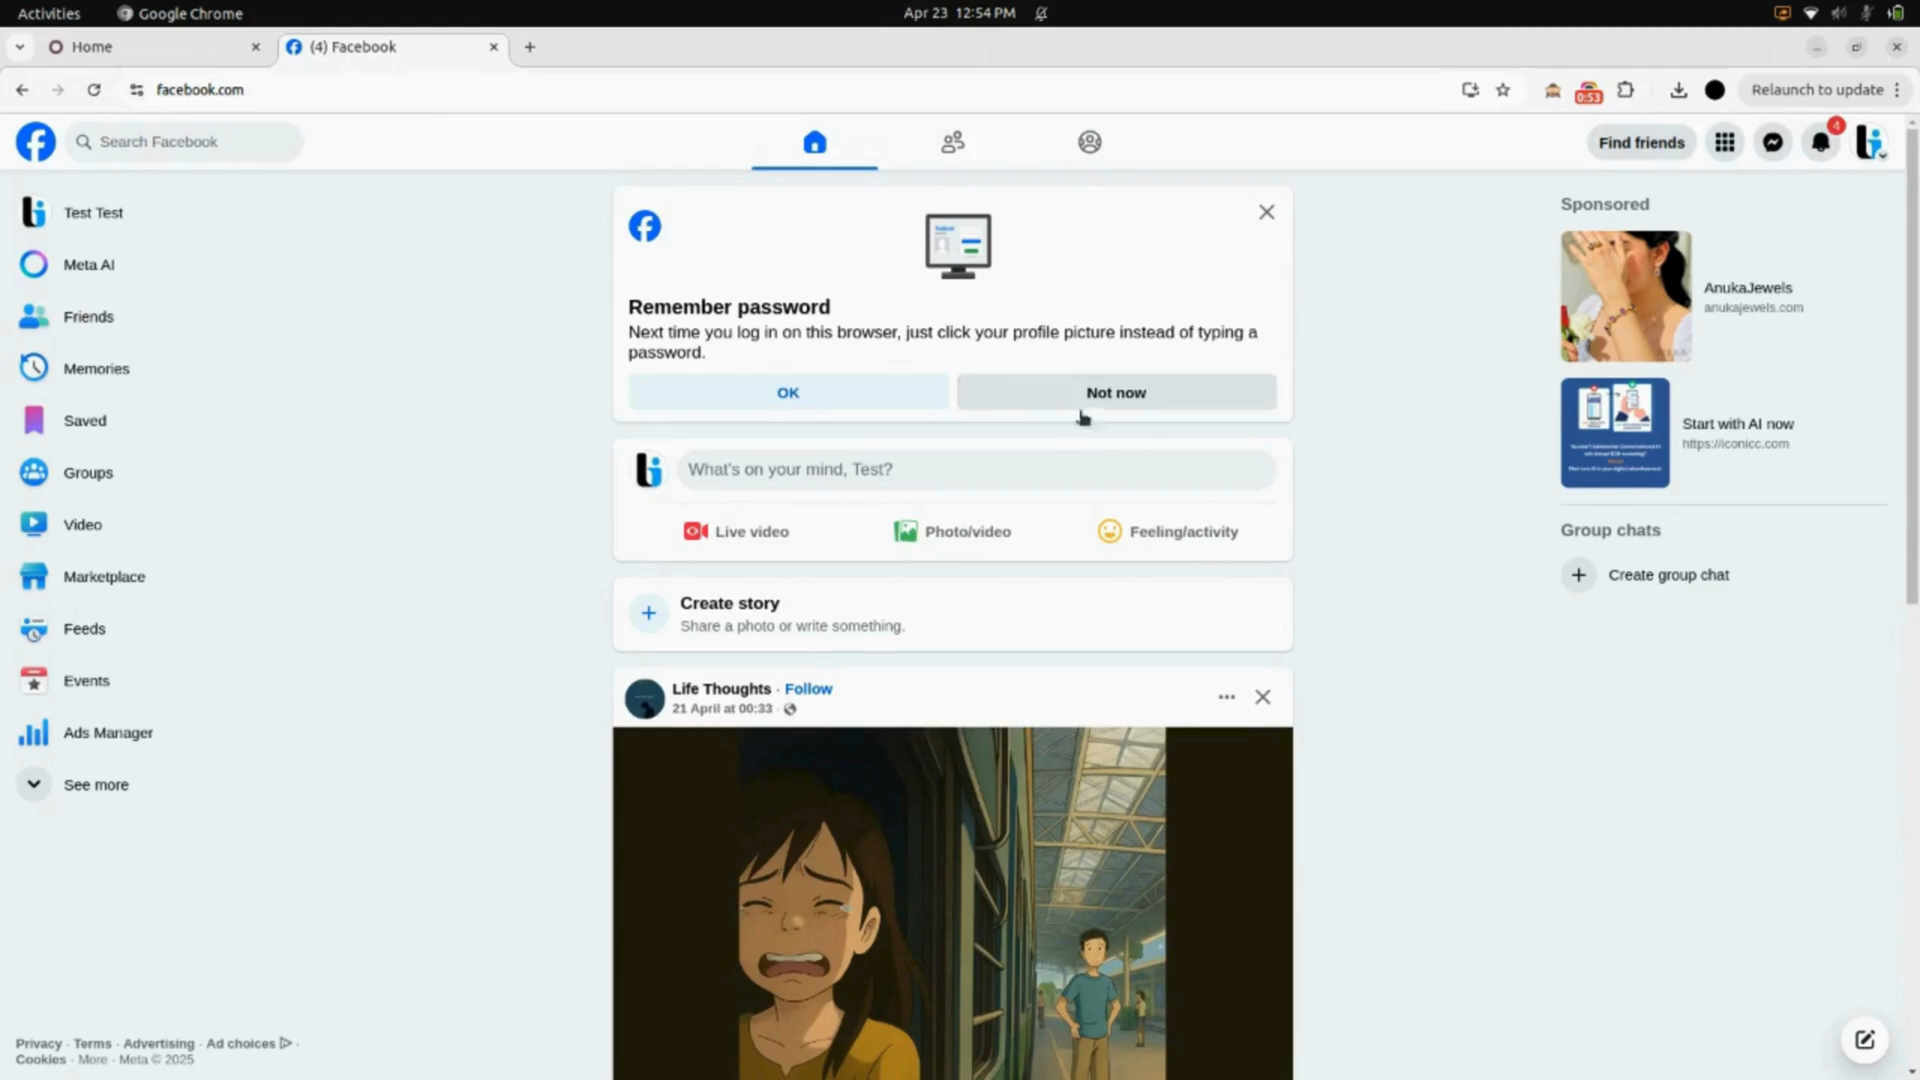 Activities
Google Chrome
Apr 23 12:54 PM
Home
(4) Facebook
facebook.com
0:53
Relaunch to update
Search Facebook
Find friends
4
Test Test
Meta AI
Friends
Memories
Saved
Groups
Video
Marketplace
Feeds
Events
Ads Manager
See more
Privacy · Terms · Advertising · Ad choices ·
Cookies · More · Meta © 2025
Remember password
Next time you log in on this browser, just click your profile picture instead of typing a
password.
OK
Not now
What's on your mind, Test?
Live video
Photo/video
Feeling/activity
Create story
Share a photo or write something.
Life Thoughts · Follow
21 April at 00:33 ·
Sponsored
AnukaJewels
anukajewels.com
Start with AI now
https://iconicc.com
Group chats
Create group chat